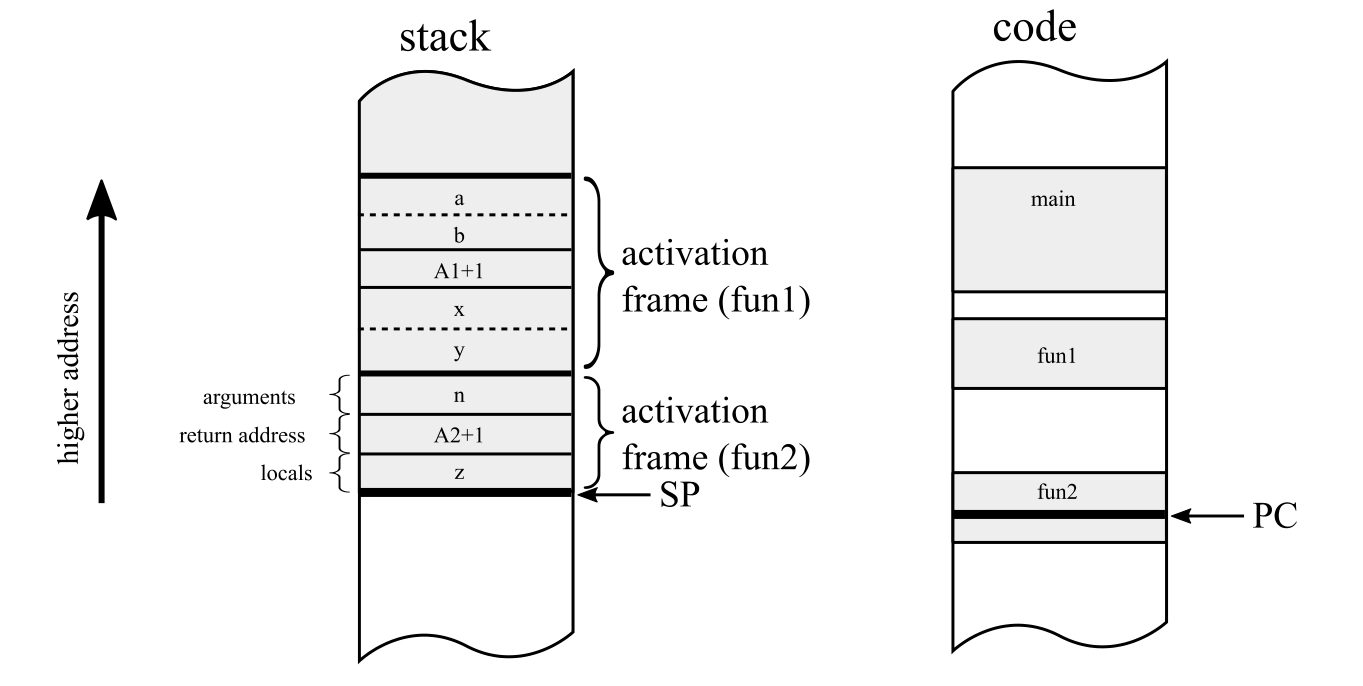 stack
code
higher address
a
b
A1+1
x
y
activation
frame (fun1)
arguments
n
return address
A2+1
locals
z
activation
frame (fun2)
SP
main
fun1
fun2
PC